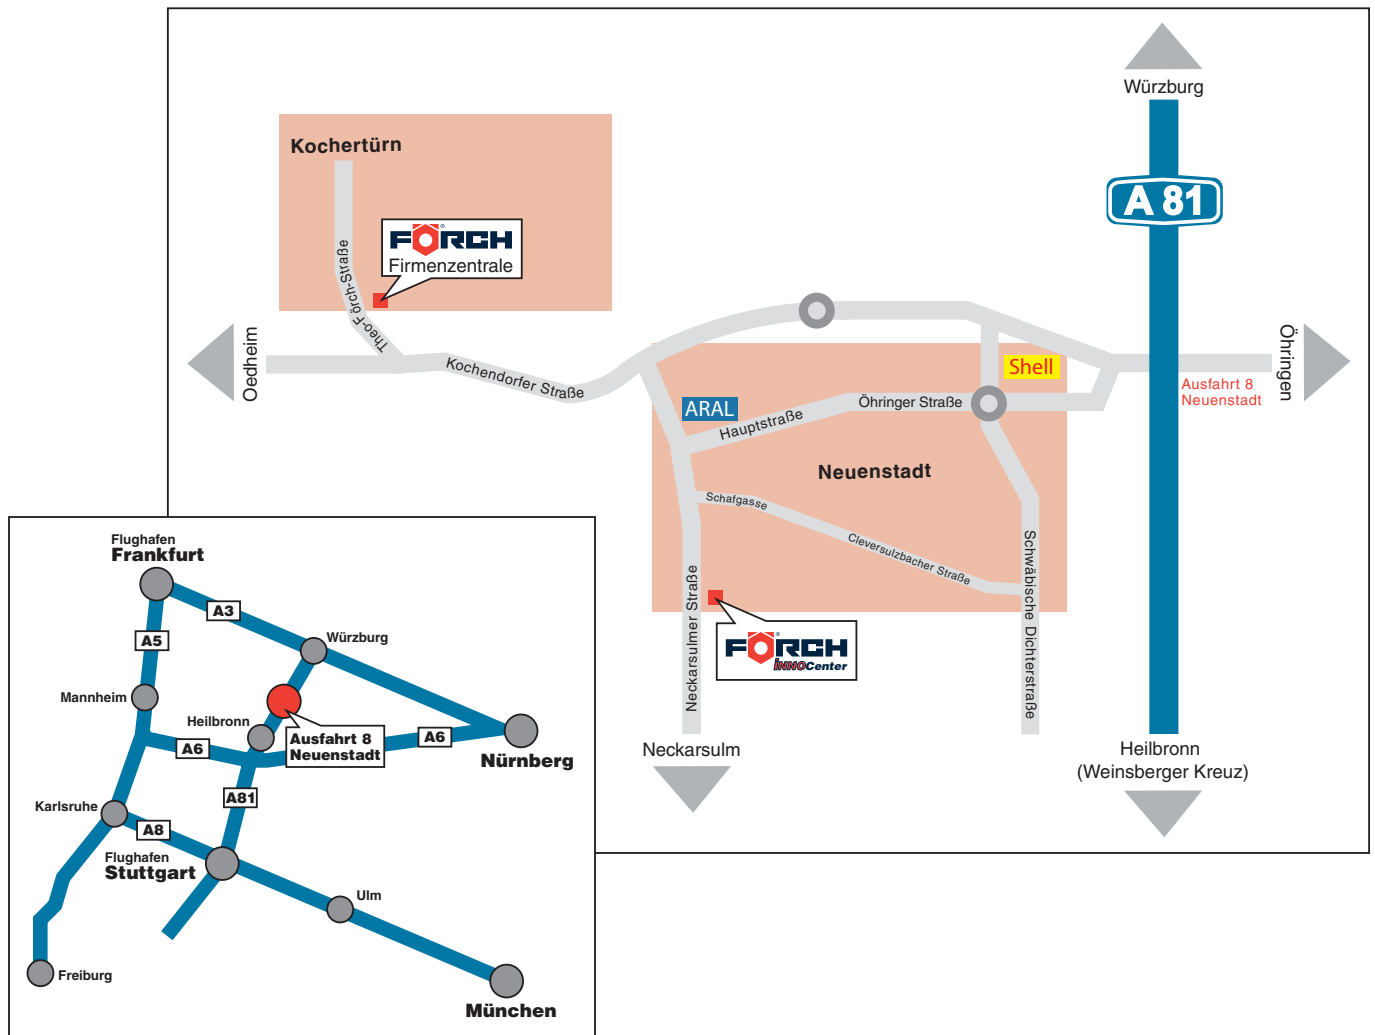 Würzburg
A 81
Kochertürn
FÖRCH
Firmenzentrale
Theo-Förch-Straße
Oedheim
Kochendorfer Straße
Öhringen
Ausfahrt 8
Neuenstadt
Shell
ARAL
Hauptstraße
Öhringer Straße
Neuenstadt
Schafgasse
Cleversulzbacher Straße
Schwäbische Dichterstraße
Neckarsulmer Straße
FÖRCH
INNOCenter
Neckarsulm
Heilbronn
(Weinsberger Kreuz)
Flughafen
Frankfurt
A3
A5
Würzburg
Mannheim
Heilbronn
Ausfahrt 8
Neuenstadt
A6
A6
Nürnberg
A81
Karlsruhe
A8
Flughafen
Stuttgart
Ulm
Freiburg
München